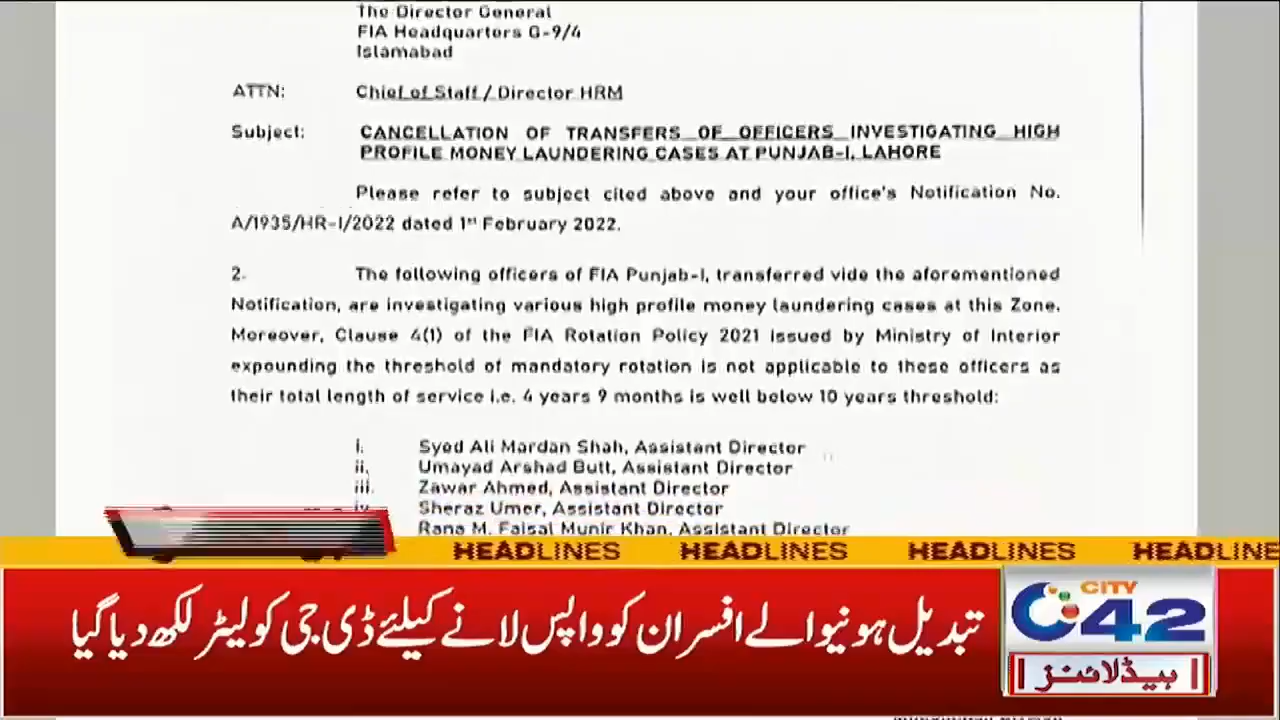 The Director General
FIA Headquarters G-9/4
Islamabad
ATTN: Chief of Staff / Director HRM
Subject: CANCELLATION OF TRANSFERS OF OFFICERS INVESTIGATING HIGH
PROFILE MONEY LAUNDERING CASES AT PUNJAB-I, LAHORE
Please refer to subject cited above and your office's Notification No.
A/1935/HR-I/2022 dated 1st February 2022.
2. The following officers of FIA Punjab-I, transferred vide the aforementioned
Notification, are investigating various high profile money laundering cases at this Zone.
Moreover, Clause 4(1) of the FIA Rotation Policy 2021 issued by Ministry of Interior
expounding the threshold of mandatory rotation is not applicable to these officers as
their total length of service i.e. 4 years 9 months is well below 10 years threshold:
i. Syed Ali Mardan Shah, Assistant Director
ii. Umayad Arshad Butt, Assistant Director
iii. Zawar Ahmed, Assistant Director
iv. Sheraz Umer, Assistant Director
Rana M. Faisal Munir Khan, Assistant Director
HEADLINES HEADLINES HEADLINES HEADLINE
تبدیل ہونیوالے افسران کو واپس لانے کیلئے ڈی جی کو لیٹر لکھ دیا گیا
CITY
42
ہیڈلائنز